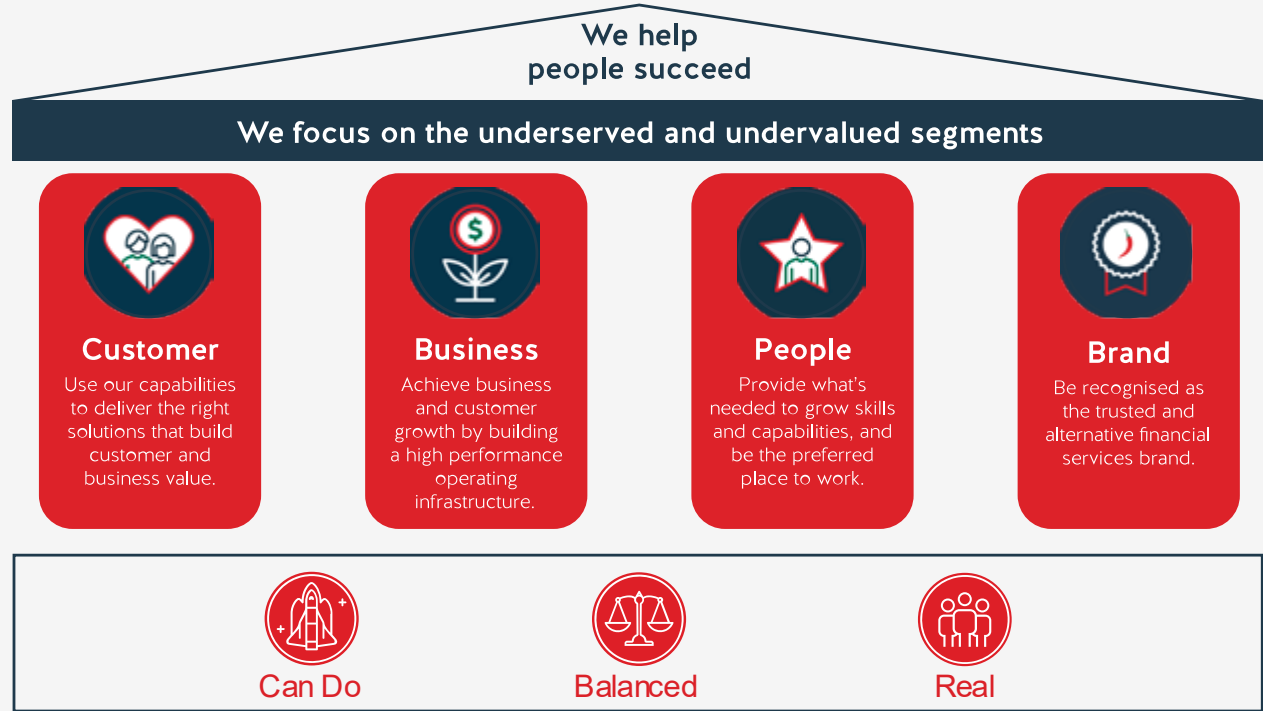 We help
people succeed
We focus on the underserved and undervalued segments
Customer
Use our capabilities
to deliver the right
solutions that build
customer and
business value.
$
Business
Achieve business
and customer
growth by building
a high performance
operating
infrastructure.
People
Provide what's
needed to grow skills
and capabilities, and
be the preferred
place to work.
Brand
Be recognised as
the trusted and
alternative financial
services brand.
Can Do
Balanced
Real